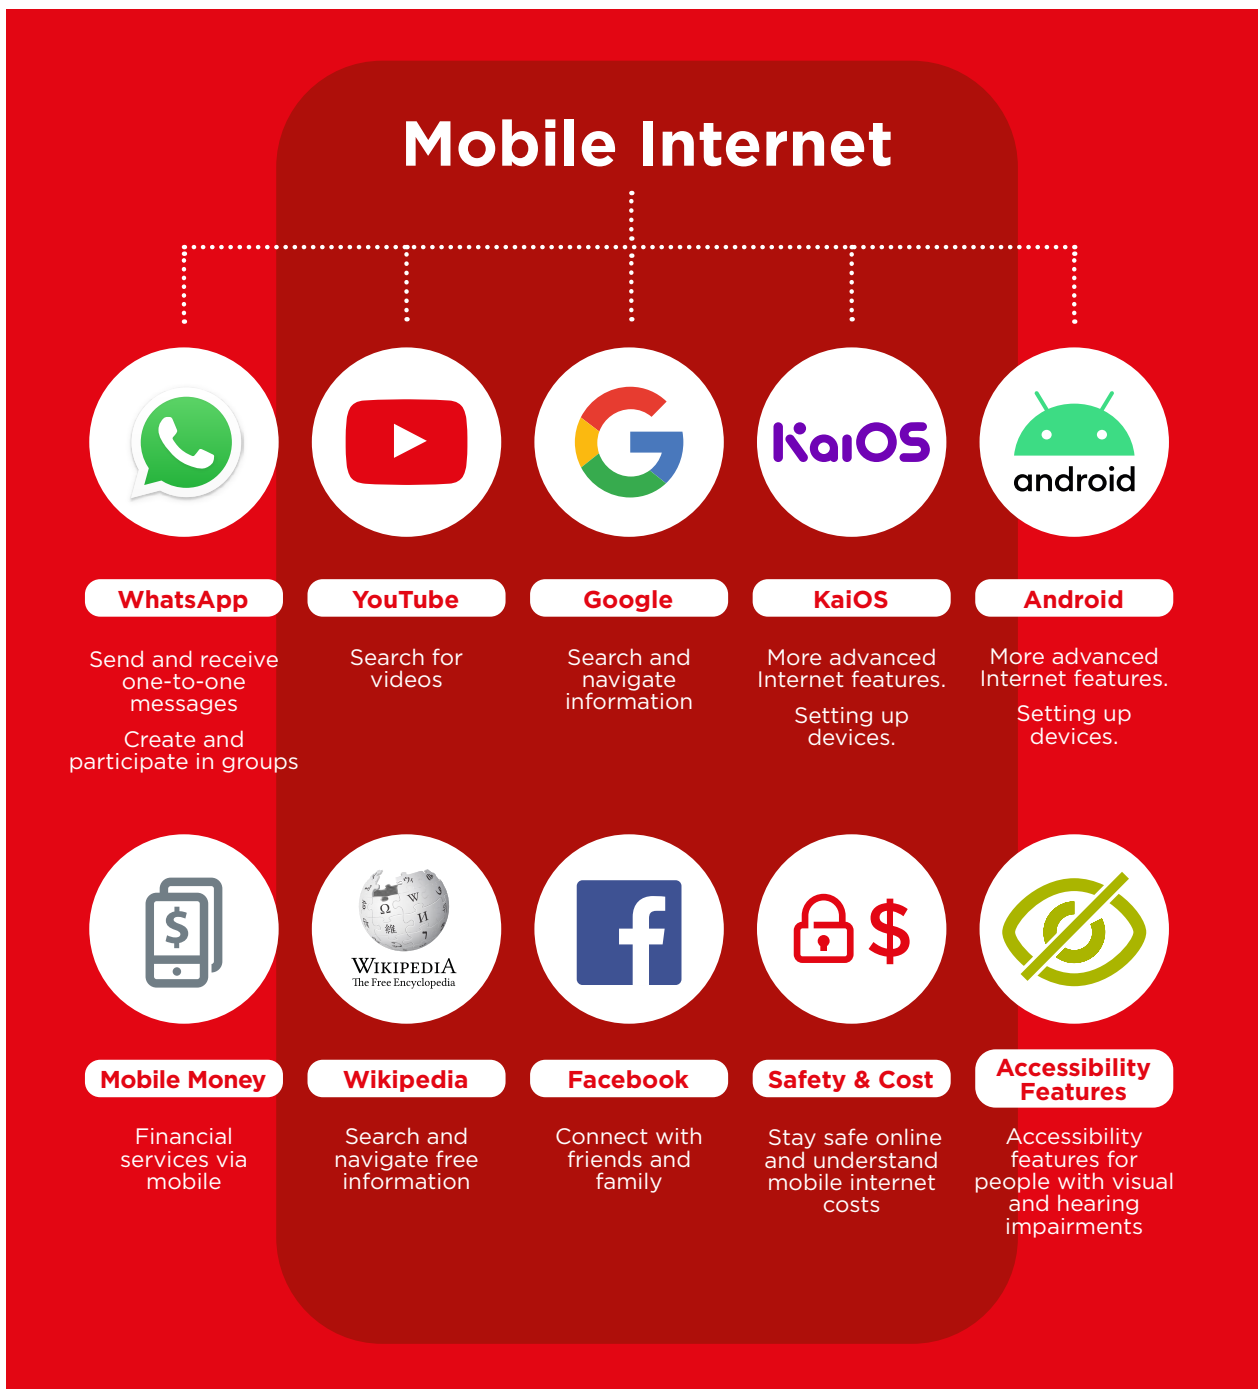 Mobile Internet
KaiOS
android
WhatsApp
Send and receive
one-to-one
messages
Create and
participate in groups
YouTube
Search for
videos
Google
Search and
navigate
information
KaiOS
More advanced
Internet features.
Setting up
devices.
Android
More advanced
Internet features.
Setting up
devices.
$
Ω
W
И
維
WIKIPEDIA
The Free Encyclopedia
f
$
Mobile Money
Financial
services via
mobile
Wikipedia
Search and
navigate free
information
Facebook
Connect with
friends and
family
Safety & Cost
Stay safe online
and understand
mobile internet
costs
Accessibility
Features
Accessibility
features for
people with visual
and hearing
impairments